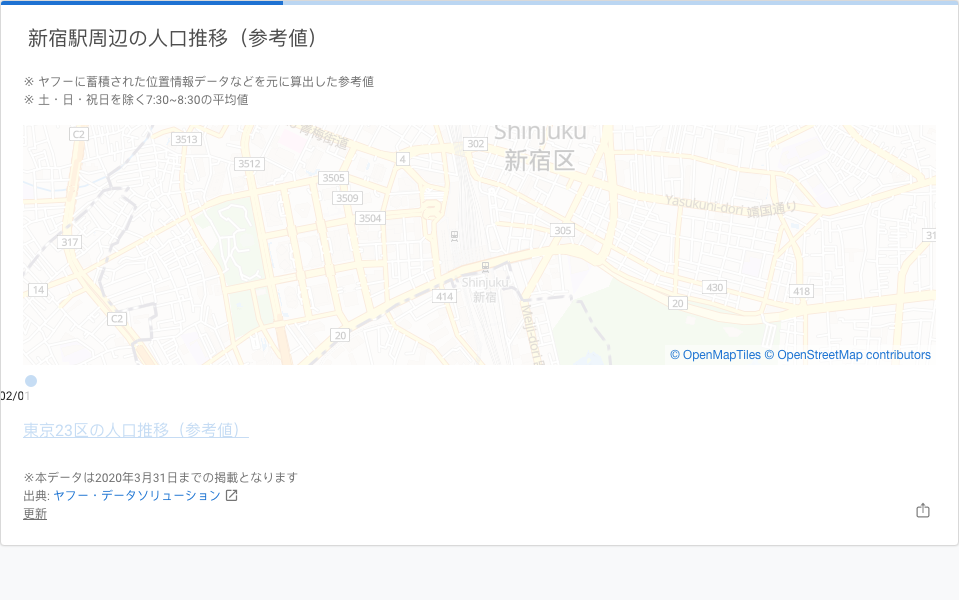 新宿駅周辺の人口推移（参考値）
※ ヤフーに蓄積された位置情報データなどを元に算出した参考値
※ 土・日・祝日を除く7:30~8:30の平均値
C2
3513
青梅街道
302
Shinjuku
新宿区
3512
4
3505
3509
3504
Yasukuni-dori 靖国通り
317
305
31
14
414
Shinjuku
新宿
20
430
418
C2
20
Meiji-dori
© OpenMapTiles © OpenStreetMap contributors
02/01
東京23区の人口推移（参考値）
※本データは2020年3月31日までの掲載となります
出典: ヤフー・データソリューション
更新